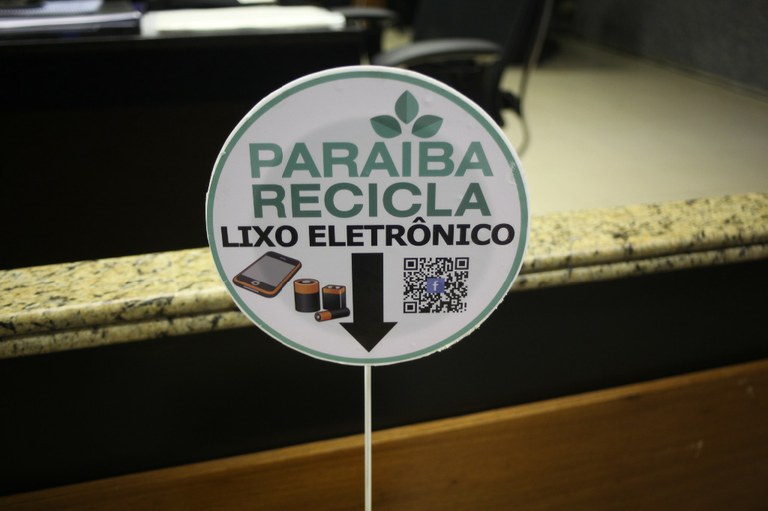 PARAIBA
RECICLA
LIXO ELETRÔNICO
f